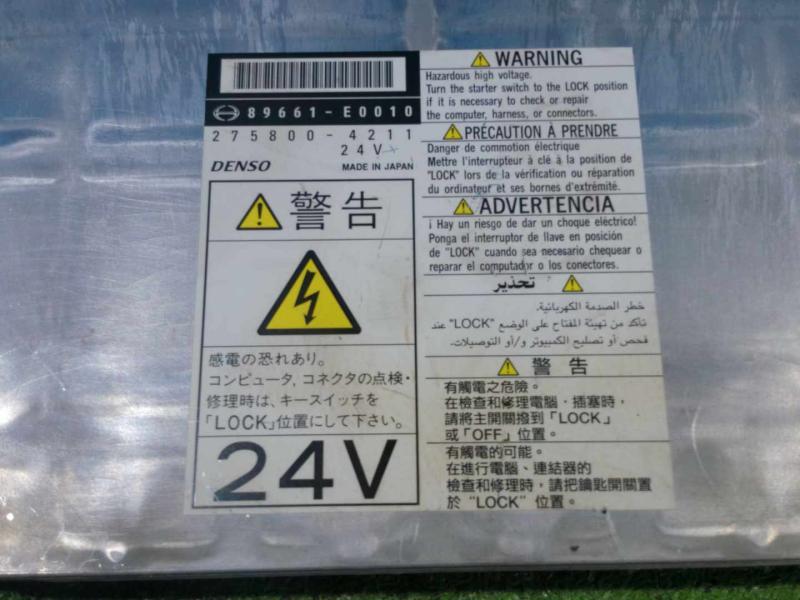 89661-E0010
275800-4211
24V
DENSO MADE IN JAPAN
警告
感電の恐れあり。
コンピュータ, コネクタの点検・
修理時は、キースイッチを
「LOCK」位置にして下さい。
24V
WARNING
Hazardous high voltage.
Turn the starter switch to the LOCK position
if it is necessary to check or repair
the computer, harness, or connectors.
PRÉCAUTION À PRENDRE
Danger de commotion électrique
Mettre l'interrupteur à clé à la position de
"LOCK" lors de la vérification ou réparation
du ordinateur et ses bornes d'extrémité.
ADVERTENCIA
¡ Hay un riesgo de dar un choque eléctrico!
Ponga el interruptor de llave en posición
de "LOCK" cuando sea necesario chequear o
reparar el computador o los conectores.
تحذير
خطر الصدمة الكهربائية.
تأكد من تهيئة المفتاح على الوضع "LOCK" عند
فحص أو تصليح الكمبيوتر و/أو التوصيلات.
警告
有觸電之危險。
在檢查和修理電腦・插塞時，
請將主開關撥到「LOCK」
或「OFF」位置。
有觸電的可能。
在進行電腦、連結器的
檢查和修理時，請把鑰匙開關置
於 "LOCK" 位置。